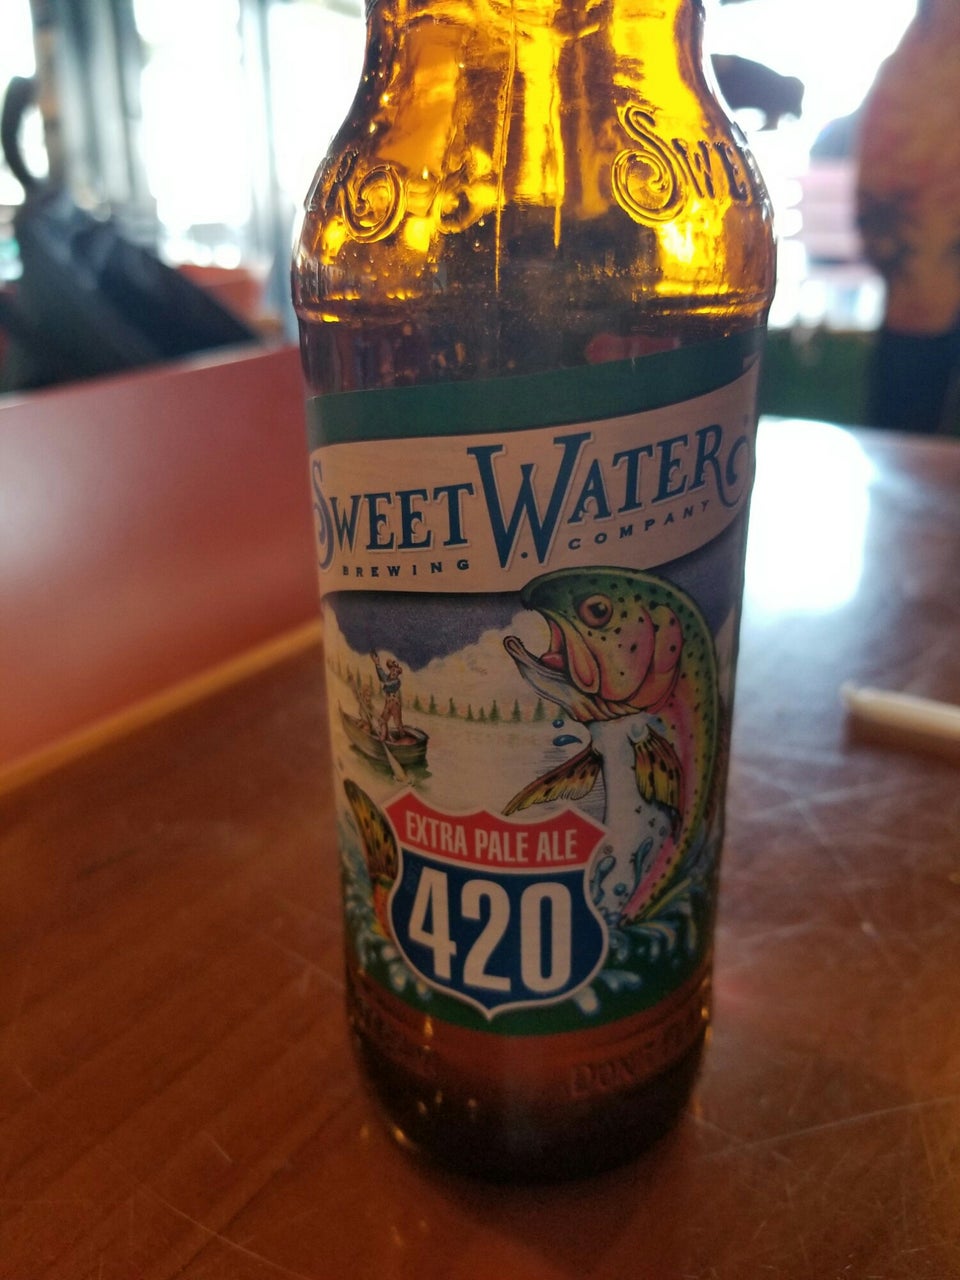 SWEETWATER
BREWING COMPANY
EXTRA PALE ALE
420